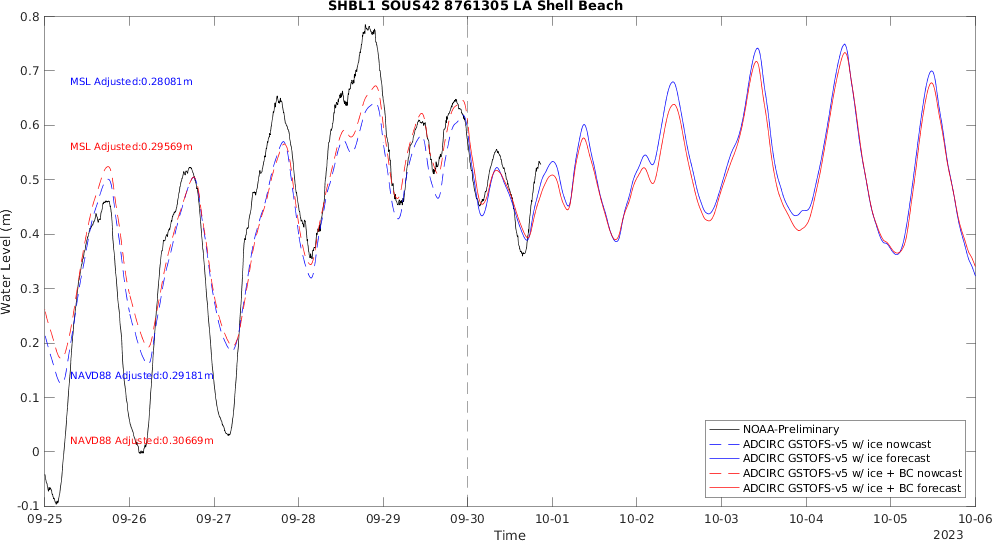 SHBL1 SOUS42 8761305 LA Shell Beach
0.8
0.7
0.6
0.5
0.4
0.3
0.2
0.1
0
-0.1
Water Level (m)
MSL Adjusted:0.28081m
MSL Adjusted:0.29569m
NAVD88 Adjusted:0.29181m
NAVD88 Adjusted:0.30669m
NOAA-Preliminary
ADCIRC GSTOFS-v5 w/ ice nowcast
ADCIRC GSTOFS-v5 w/ ice forecast
ADCIRC GSTOFS-v5 w/ ice + BC nowcast
ADCIRC GSTOFS-v5 w/ ice + BC forecast
09-25 09-26 09-27 09-28 09-29 09-30 10-01 10-02 10-03 10-04 10-05 10-06
Time
2023